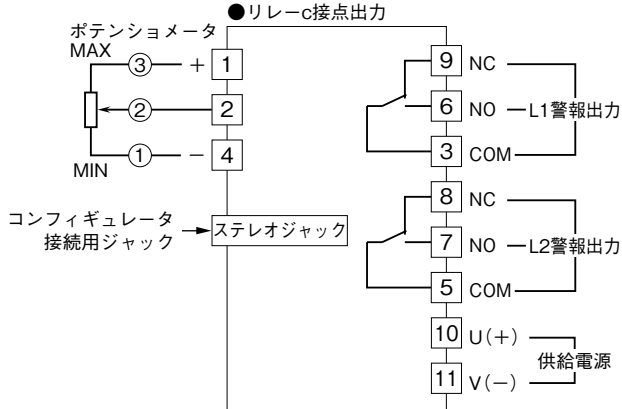 ●リレーc接点出力
ポテンショメータ
MAX
③ + 1
② 2
① − 4
MIN
コンフィギュレータ
接続用ジャック
ステレオジャック
9 NC
6 NO L1警報出力
3 COM
8 NC
7 NO L2警報出力
5 COM
10 U(+)
供給電源
11 V(−)